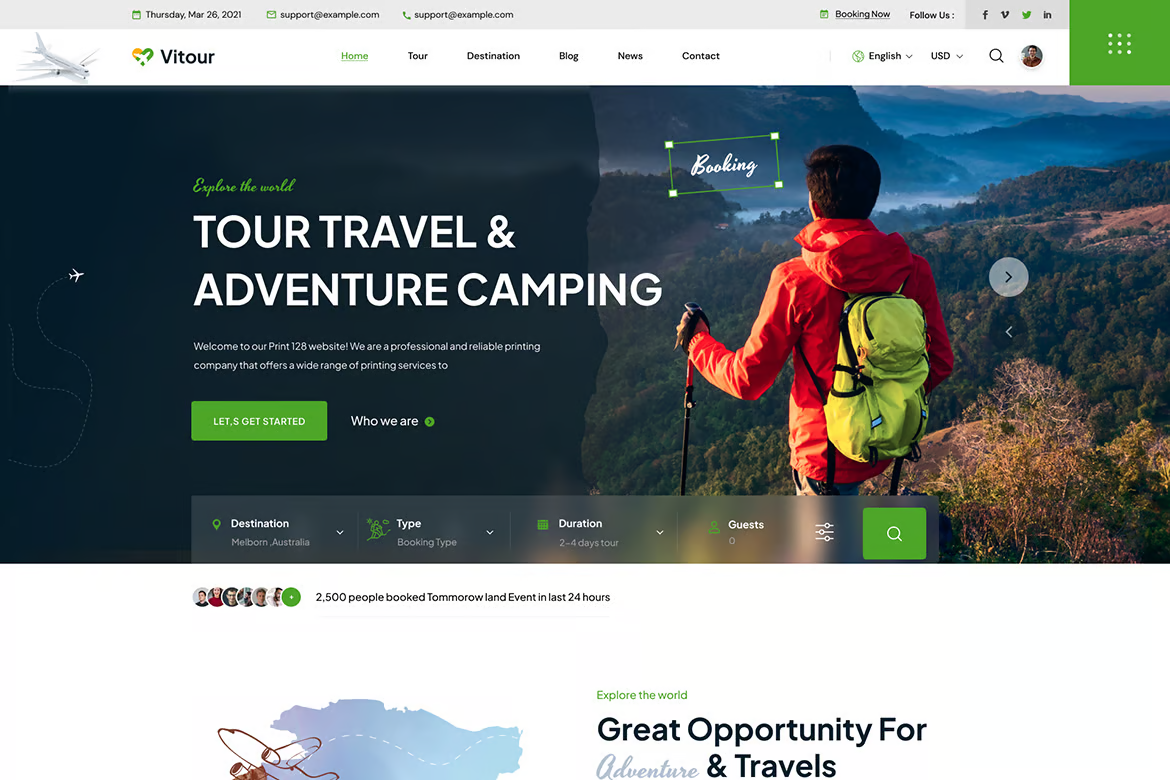 Thursday, Mar 26, 2021
support@example.com
support@example.com
Booking Now
Follow Us :
Vitour
Home
Tour
Destination
Blog
News
Contact
English
USD
Booking
Explore the world
TOUR TRAVEL &
ADVENTURE CAMPING
Welcome to our Print 128 website! We are a professional and reliable printing
company that offers a wide range of printing services to
LET,S GET STARTED
Who we are
Destination
Melborn ,Australia
Type
Booking Type
Duration
2-4 days tour
Guests
0
2,500 people booked Tommorow land Event in last 24 hours
Explore the world
Great Opportunity For
Adventure & Travels